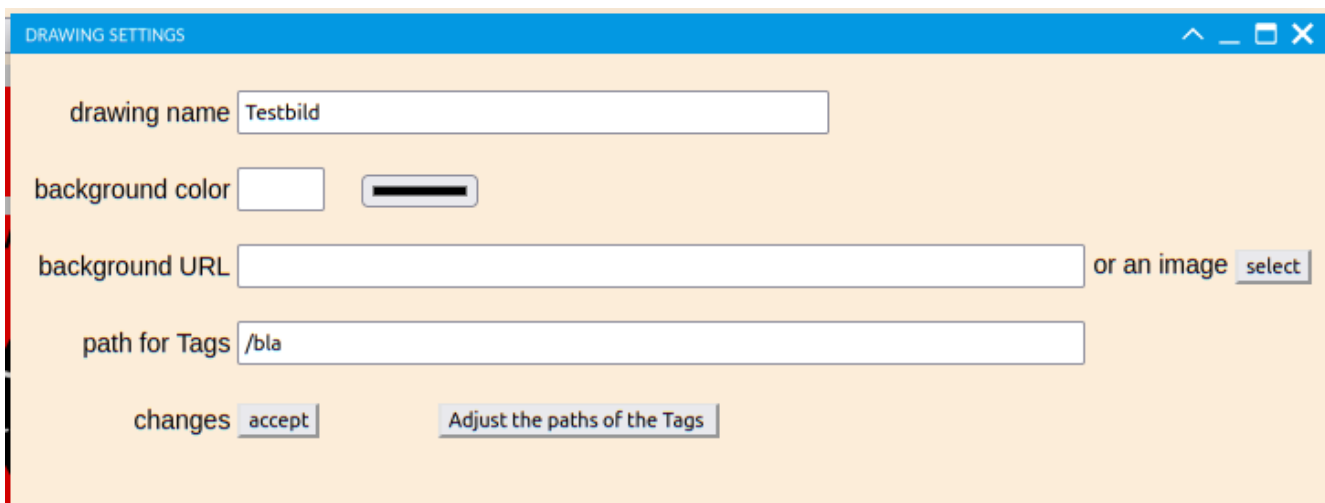 DRAWING SETTINGS
drawing name Testbild
background color
background URL or an image select
path for Tags /bla
changes accept Adjust the paths of the Tags